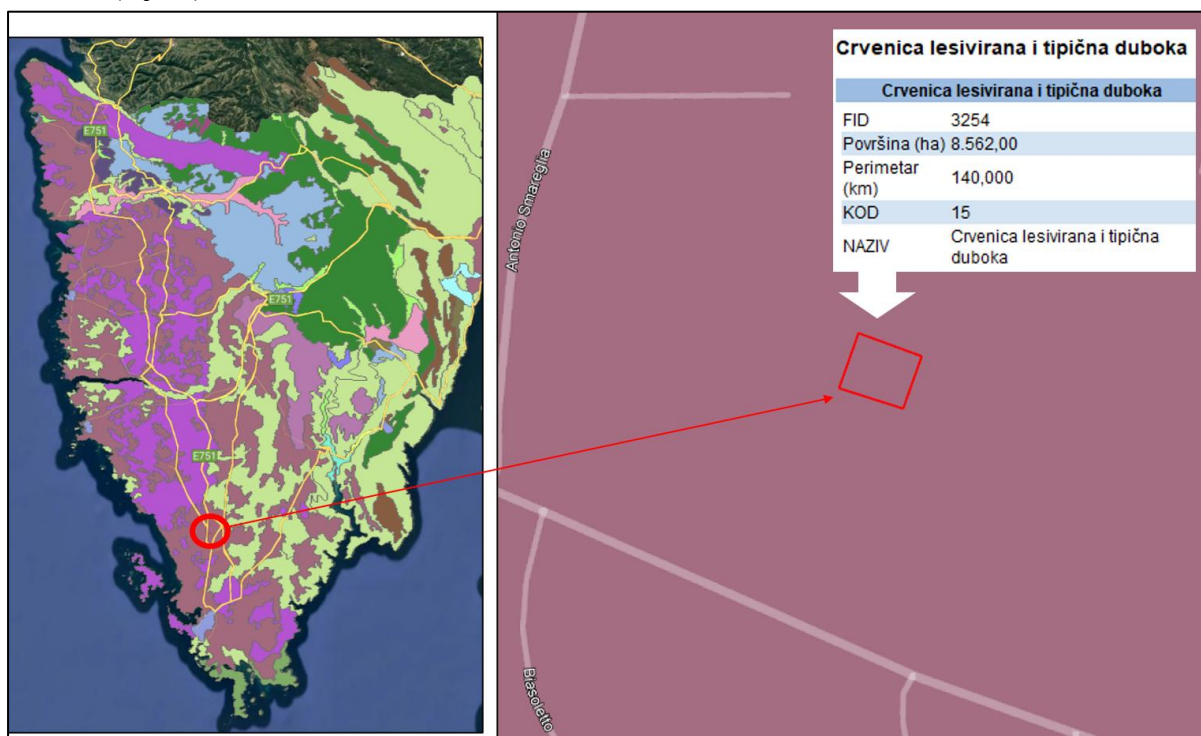 E751
E751
E751
Antonio Smareglia
Biasoletto
Crvenica lesivirana i tipična duboka
Crvenica lesivirana i tipična duboka
FID 3254
Površina (ha) 8.562,00
Perimetar
(km) 140,000
KOD 15
NAZIV Crvenica lesivirana i tipična
duboka